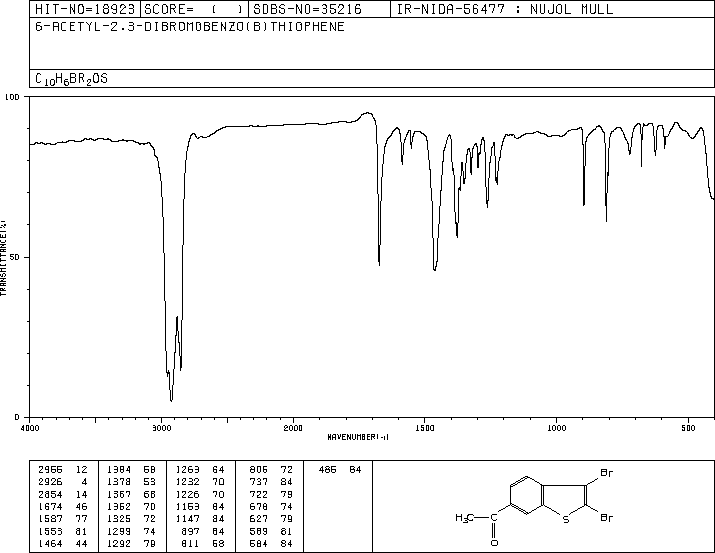 HIT-NO=18923 SCORE= ( ) SDBS-NO=35216 IR-NIDA-56477 : NUJOL MULL
6-ACETYL-2,3-DIBROMOBENZO(B)THIOPHENE
C10H6BR2OS
100
50
0
TRANSMITTANCE(%)
4000 3000 2000 1500 1000 500
WAVENUMBER(-1)
2955 12 1384 68 1263 64 806 72 486 84
2926 4 1378 53 1232 70 737 84
2854 14 1367 66 1226 70 722 79
1674 46 1352 70 1153 84 678 74
1587 77 1325 72 1147 84 627 79
1553 81 1299 74 897 64 589 81
1464 44 1292 79 811 58 584 84
Br
Br
S
H3C
C
O